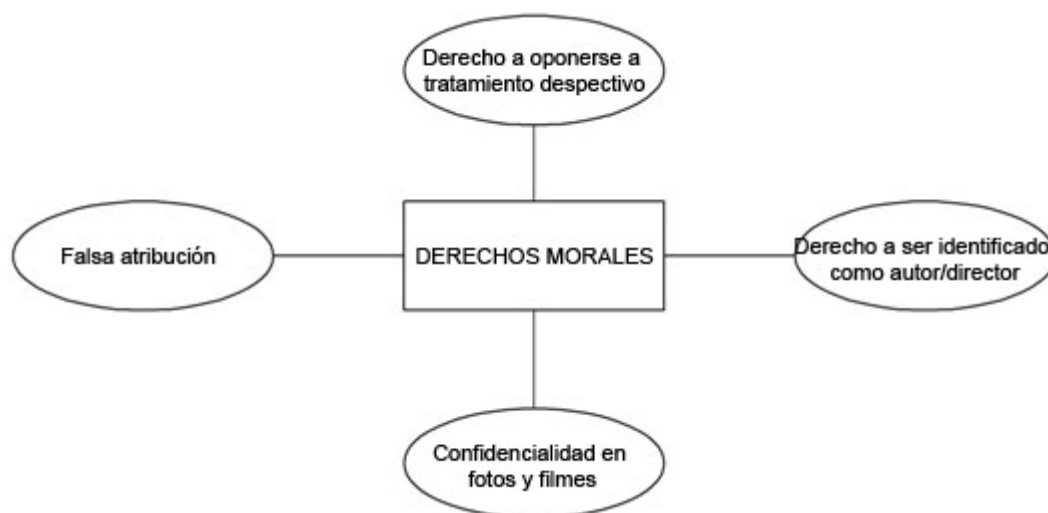 Derecho a oponerse a
tratamiento despectivo
Falsa atribución
DERECHOS MORALES
Derecho a ser identificado
como autor/director
Confidencialidad en
fotos y filmes